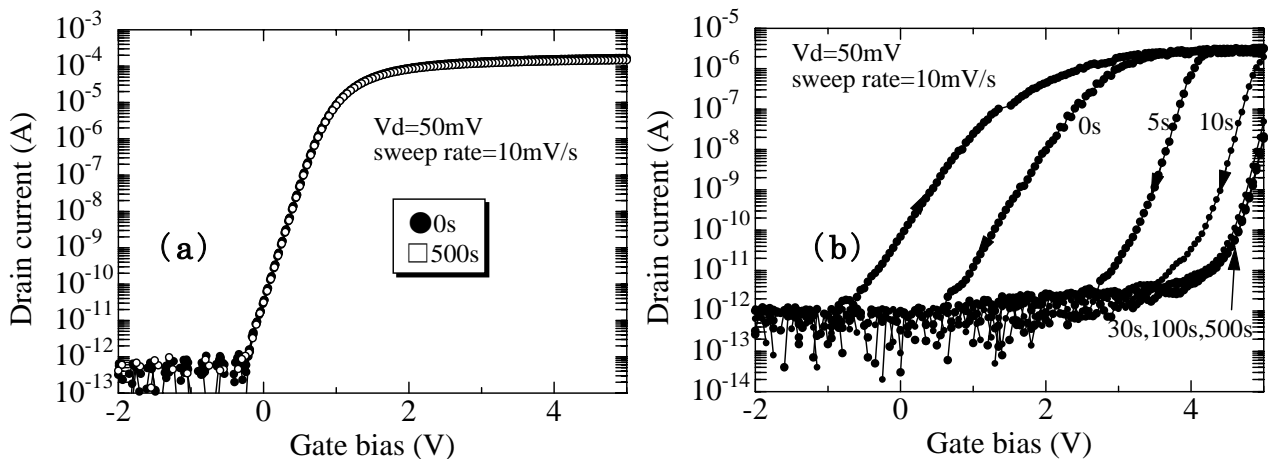 10⁻³
10⁻⁴
10⁻⁵
10⁻⁶
10⁻⁷
10⁻⁸
10⁻⁹
10⁻¹⁰
10⁻¹¹
10⁻¹²
10⁻¹³
Drain current (A)
Vd=50mV
sweep rate=10mV/s
0s
500s
(a)
-2 0 2 4
Gate bias (V)
10⁻⁵
10⁻⁶
10⁻⁷
10⁻⁸
10⁻⁹
10⁻¹⁰
10⁻¹¹
10⁻¹²
10⁻¹³
10⁻¹⁴
Drain current (A)
Vd=50mV
sweep rate=10mV/s
0s 5s 10s
(b)
30s,100s,500s
-2 0 2 4
Gate bias (V)